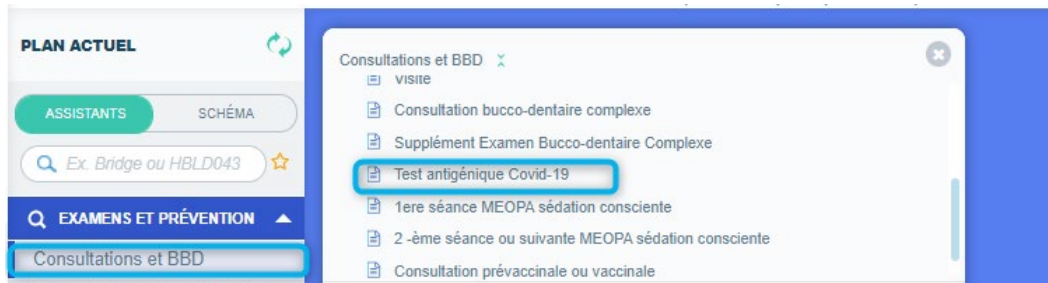 PLAN ACTUEL
ASSISTANTS
SCHÉMA
Ex. Bridge ou HBLD043
EXAMENS ET PRÉVENTION
Consultations et BBD
Consultations et BBD
Visite
Consultation bucco-dentaire complexe
Supplément Examen Bucco-dentaire Complexe
Test antigénique Covid-19
1ere séance MEOPA sédation consciente
2 -ème séance ou suivante MEOPA sédation consciente
Consultation prévaccinale ou vaccinale